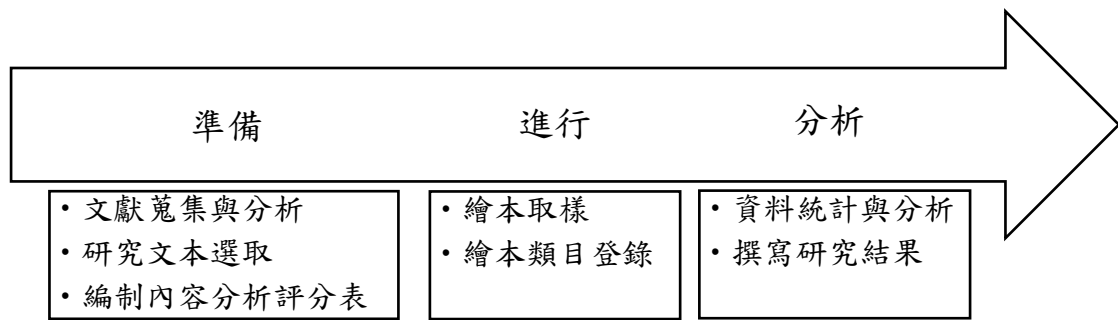 準備
進行
分析
・文獻蒐集與分析
・研究文本選取
・編制內容分析評分表
・繪本取樣
・繪本類目登錄
・資料統計與分析
・撰寫研究結果